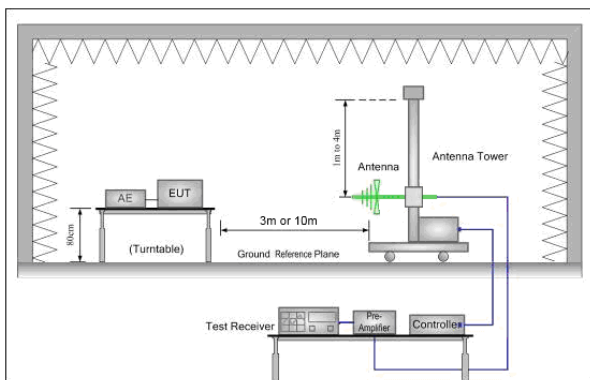 1m to 4m
Antenna
Antenna Tower
AE
EUT
3m or 10m
80cm
(Turntable)
Ground Reference Plane
Test Receiver
Pre-
Amplifier
Controller